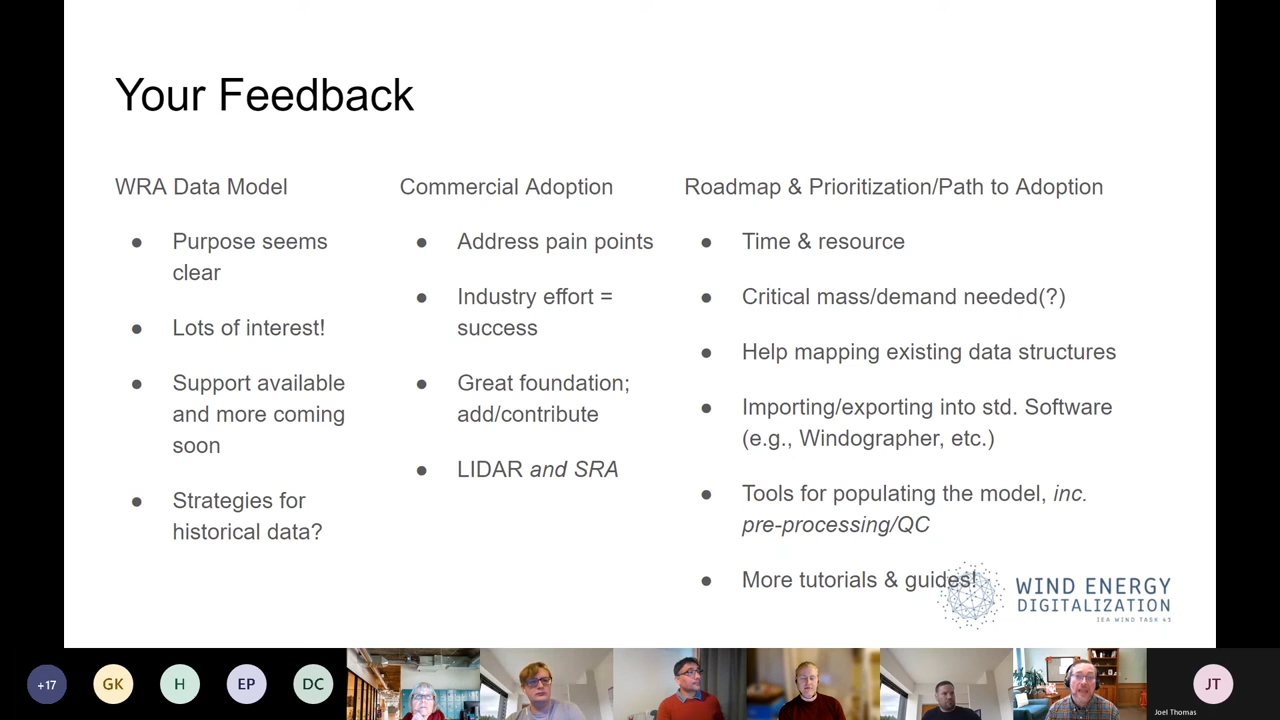 Your Feedback
WRA Data Model
● Purpose seems
clear
● Lots of interest!
● Support available
and more coming
soon
● Strategies for
historical data?
Commercial Adoption
● Address pain points
● Industry effort =
success
● Great foundation;
add/contribute
● LIDAR and SRA
Roadmap & Prioritization/Path to Adoption
● Time & resource
● Critical mass/demand needed(?)
● Help mapping existing data structures
● Importing/exporting into std. Software
(e.g., Windographer, etc.)
● Tools for populating the model, inc.
pre-processing/QC
● More tutorials & guides!
WIND ENERGY
DIGITALIZATION
IEA WIND TASK 43
+17
GK
H
EP
DC
JT
Joel Thomas